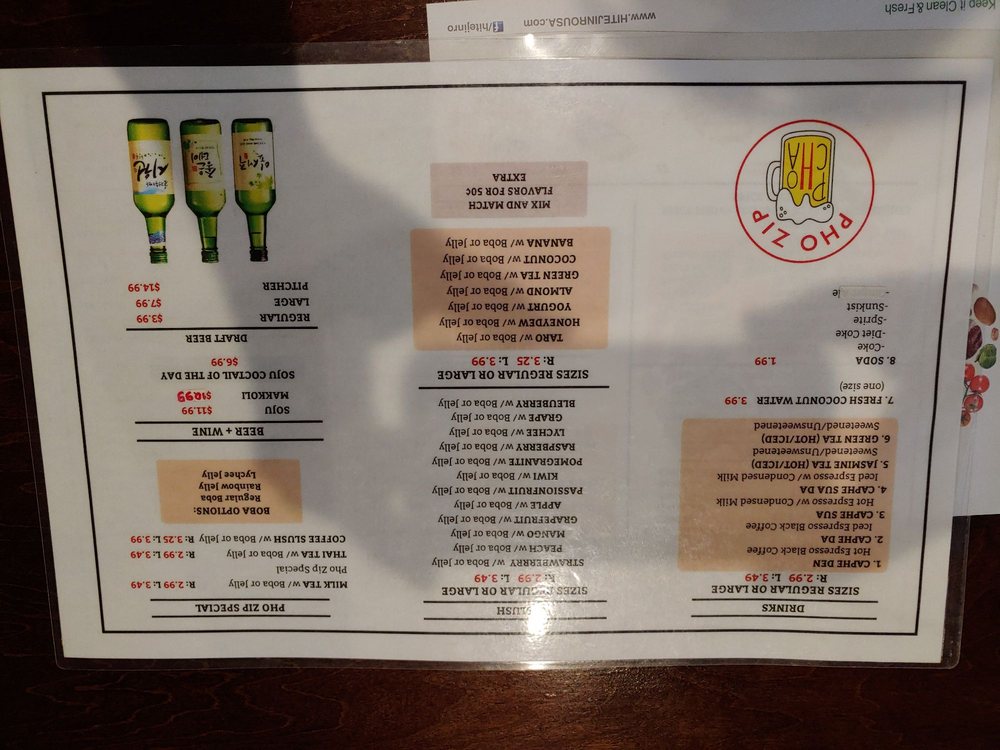 DRINKS
SIZES REGULAR OR LARGE
R: 2.99 L: 3.49
1. CAPHE DEN
Hot Espresso Black Coffee
2. CAPHE DA
Iced Espresso Black Coffee
3. CAPHE SUA
Hot Espresso w/ Condensed Milk
4. CAPHE SUA DA
Iced Espresso w/ Condensed Milk
5. JASMINE TEA (HOT/ICED)
Sweetened/Unsweetened
6. GREEN TEA (HOT/ICED)
Sweetened/Unsweetened
7. FRESH COCONUT WATER 3.99
(one size)
8. SODA 1.99
-Coke
-Diet Coke
-Sprite
-Sunkist
PHO ZIP
POCHA
SLUSH
SIZES REGULAR OR LARGE
R: 2.99 L: 3.49
STRAWBERRRY w/ Boba or Jelly
PEACH w/ Boba or Jelly
MANGO w/ Boba or Jelly
GRAPEFRUIT w/ Boba or Jelly
APPLE w/ Boba or Jelly
PASSIONFRUIT w/ Boba or Jelly
KIWI w/ Boba or Jelly
POMEGRANITE w/ Boba or Jelly
RASPBERRY w/ Boba or Jelly
LYCHEE w/ Boba or Jelly
GRAPE w/ Boba or Jelly
BLEUBERRY w/ Boba or Jelly
SIZES REGULAR OR LARGE
R: 3.25 L: 3.99
TARO w/ Boba or Jelly
HONEYDEW w/ Boba or Jelly
YOGURT w/ Boba or Jelly
ALMOND w/ Boba or Jelly
GREEN TEA w/ Boba or Jelly
COCONUT w/ Boba or Jelly
BANANA w/ Boba or Jelly
MIX AND MATCH
FLAVORS FOR 50¢
EXTRA
PHO ZIP SPECIAL
MILK TEA w/ Boba or Jelly R: 2.99 L: 3.49
Pho Zip Special
THAI TEA w/ Boba or Jelly R: 2.99 L: 3.49
COFFEE SLUSH w/ Boba or Jelly R: 3.25 L: 3.99
BOBA OPTIONS:
Regular Boba
Rainbow Jelly
Lychee Jelly
BEER + WINE
SOJU $11.99
MAKKOLI $10.99
SOJU COCTAIL OF THE DAY
$6.99
DRAFT BEER
REGULAR $3.99
LARGE $7.99
PITCHER $14.99
잎새주
좋은
데이
시원
Keep it Clean & Fresh
www.HITEJINROUSA.com
f/hitejinro